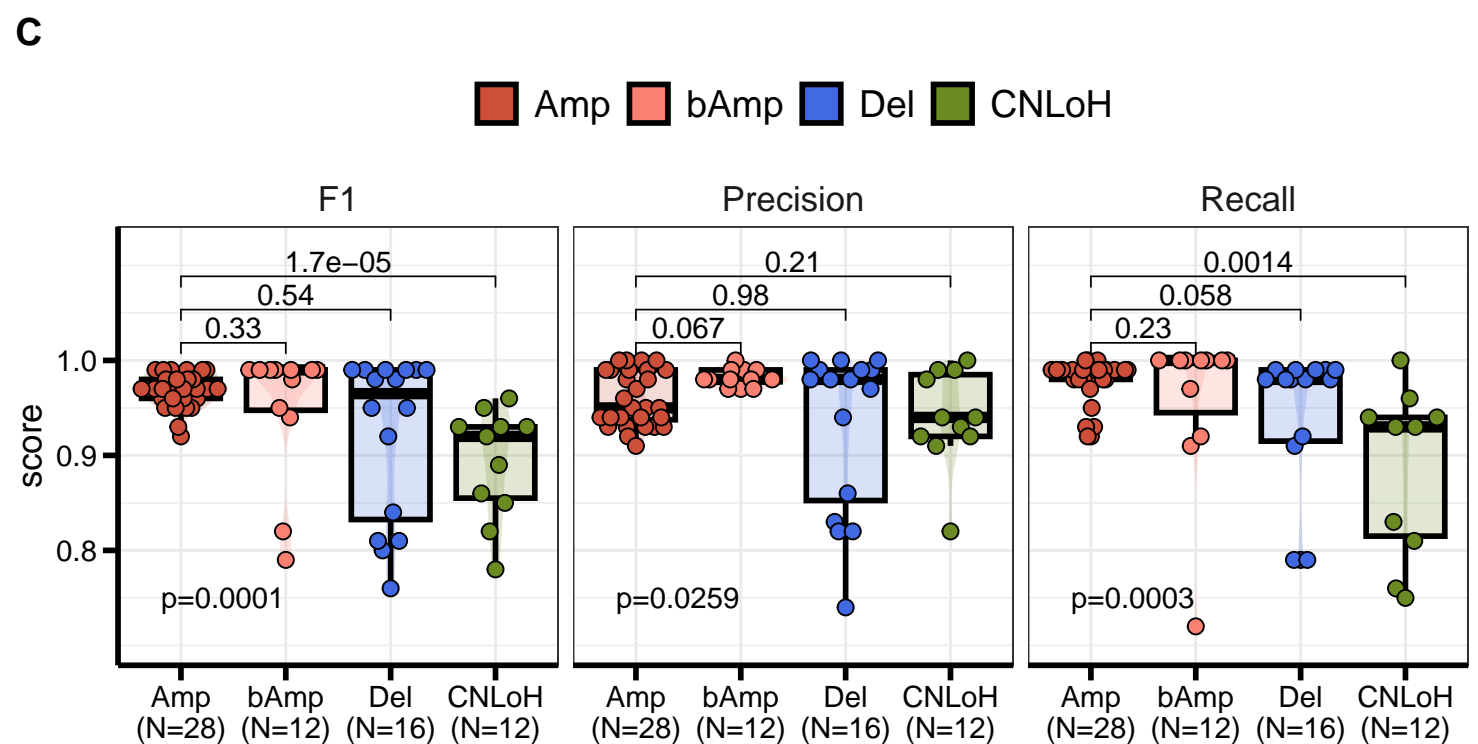 C
Amp bAmp Del CNLoH
F1 Precision Recall
1.7e−05 0.21 0.0014
0.54 0.98 0.058
0.33 0.067 0.23
1.0
0.9
0.8
score
p=0.0001 p=0.0259 p=0.0003
Amp bAmp Del CNLoH Amp bAmp Del CNLoH Amp bAmp Del CNLoH
(N=28) (N=12) (N=16) (N=12) (N=28) (N=12) (N=16) (N=12) (N=28) (N=12) (N=16) (N=12)